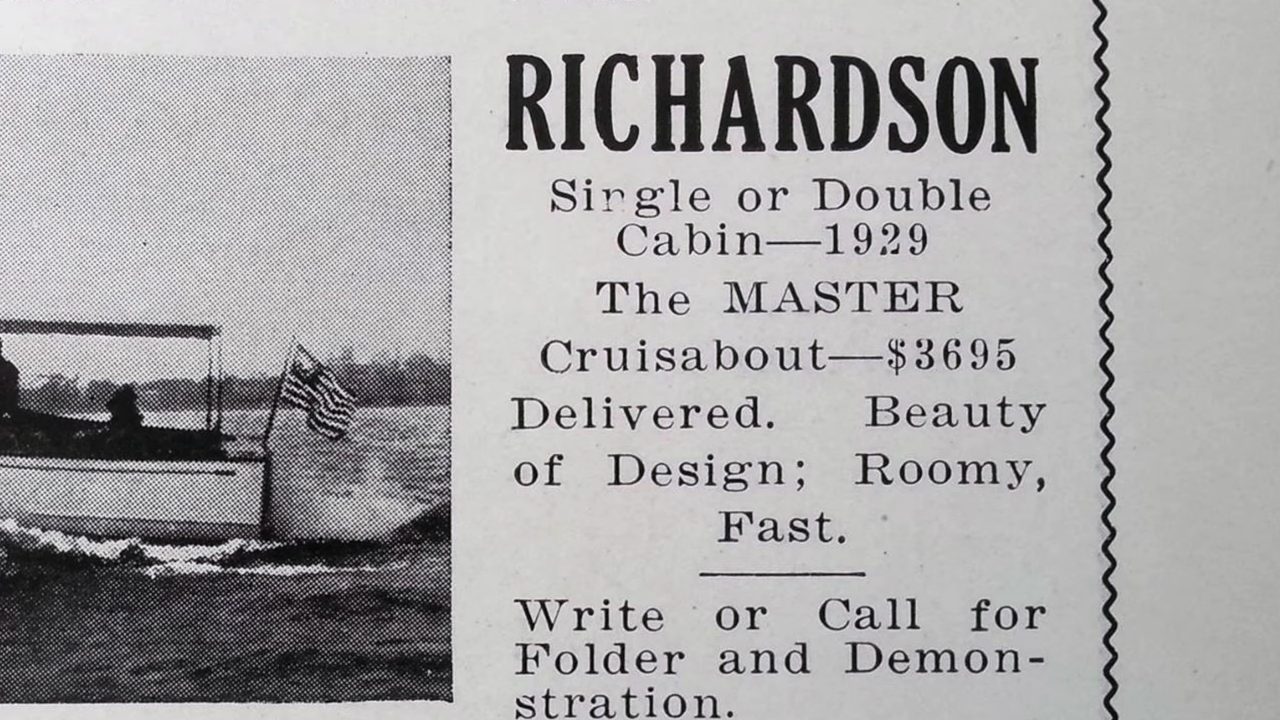 RICHARDSON
Single or Double
Cabin—1929
The MASTER
Cruisabout—$3695
Delivered. Beauty
of Design; Roomy,
Fast.
Write or Call for
Folder and Demon-
stration.